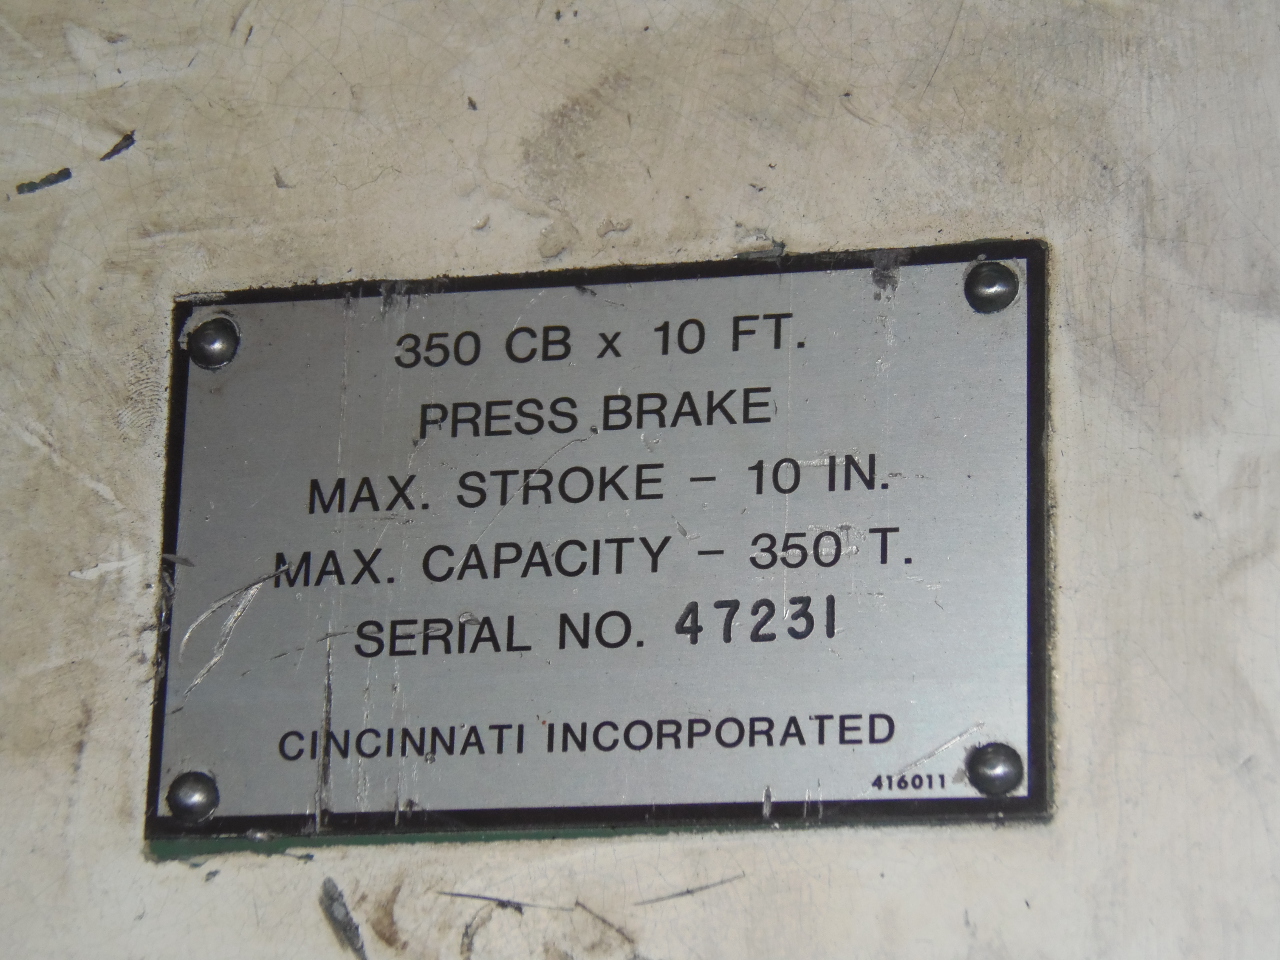 350 CB x 10 FT.
PRESS BRAKE
MAX. STROKE – 10 IN.
MAX. CAPACITY – 350 T.
SERIAL NO. 47231
CINCINNATI INCORPORATED
416011